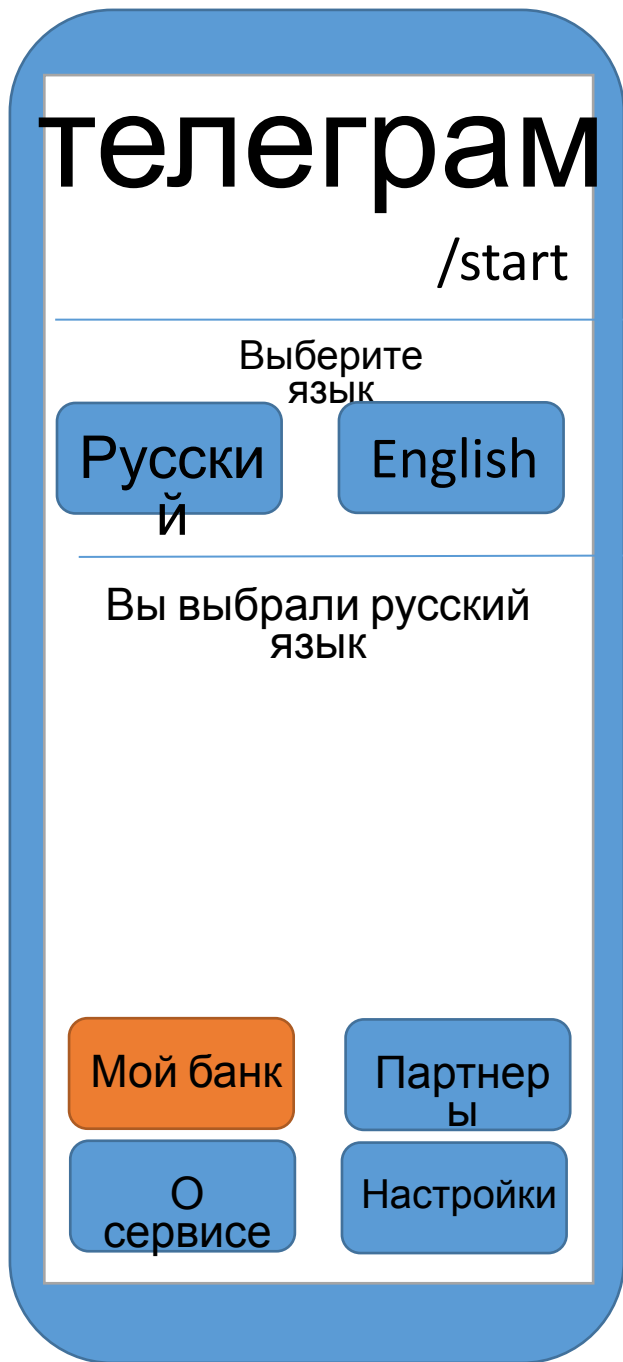 телеграм
/start
Выберите
язык
Русски
й
English
Вы выбрали русский
язык
Мой банк
Партнер
ы
О
сервисе
Настройки